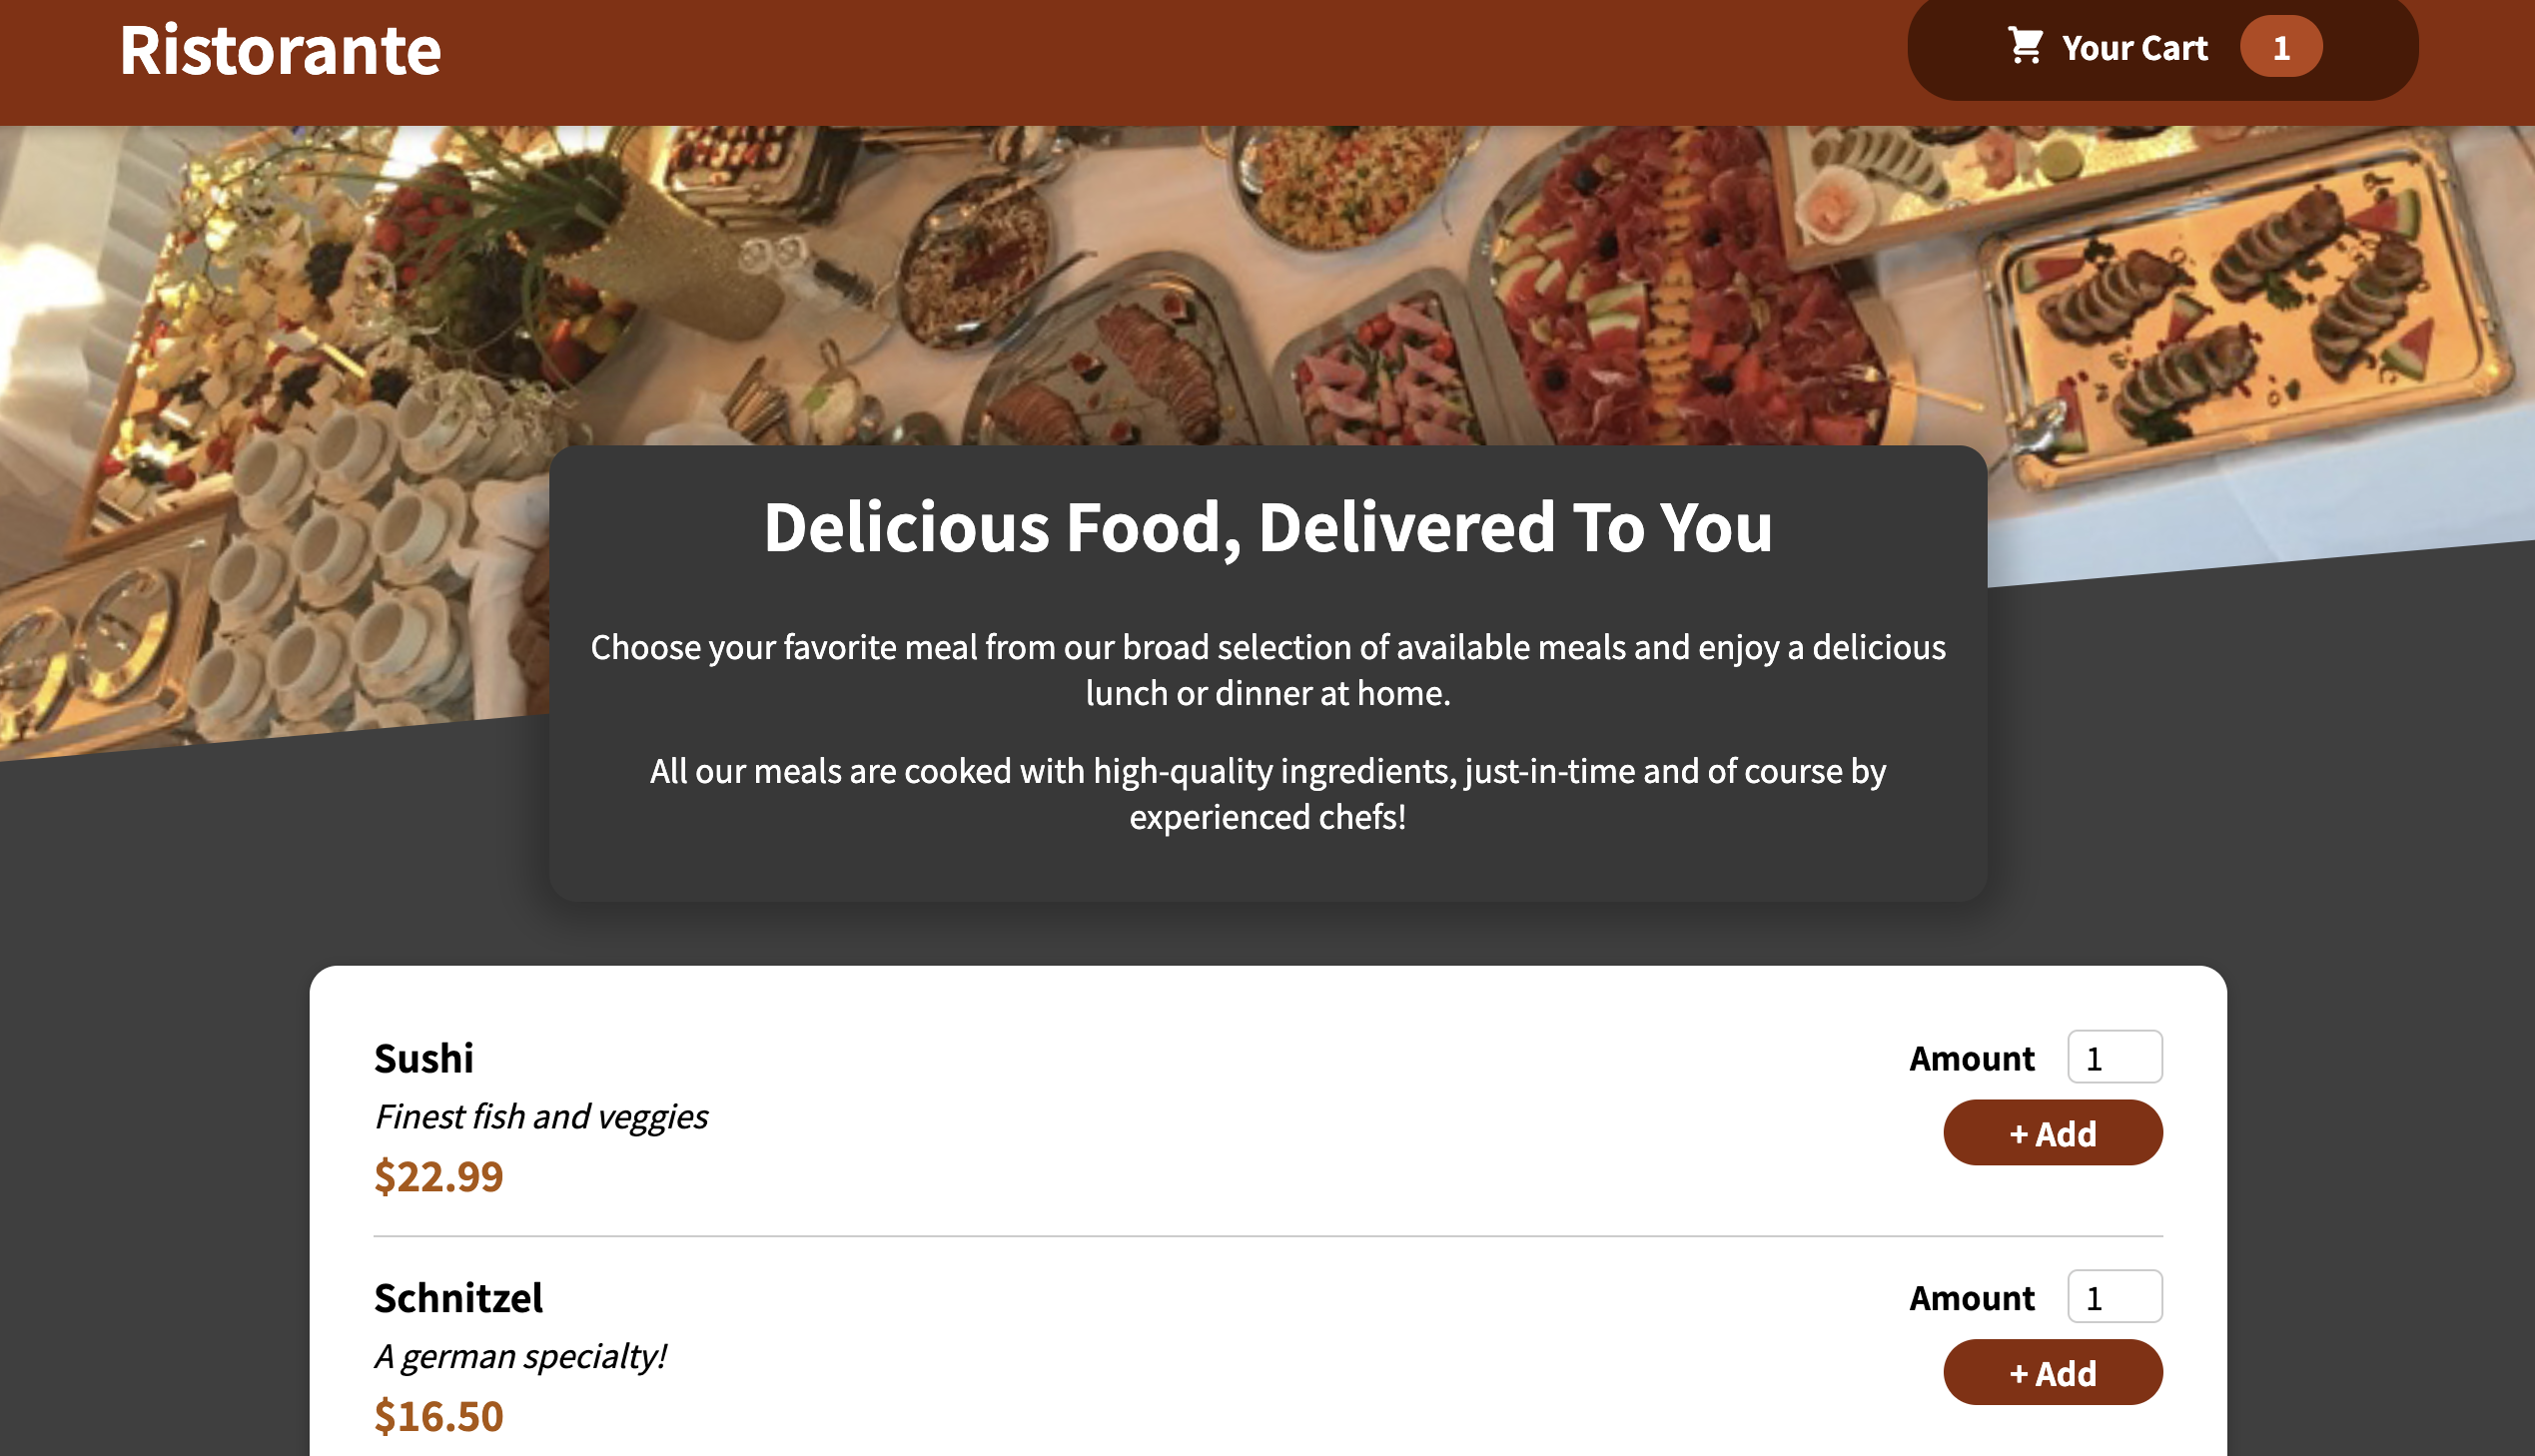 Ristorante
Your Cart 1
Delicious Food, Delivered To You
Choose your favorite meal from our broad selection of available meals and enjoy a delicious
lunch or dinner at home.
All our meals are cooked with high-quality ingredients, just-in-time and of course by
experienced chefs!
Sushi
Finest fish and veggies
$22.99
Amount 1
+ Add
Schnitzel
A german specialty!
$16.50
Amount 1
+ Add